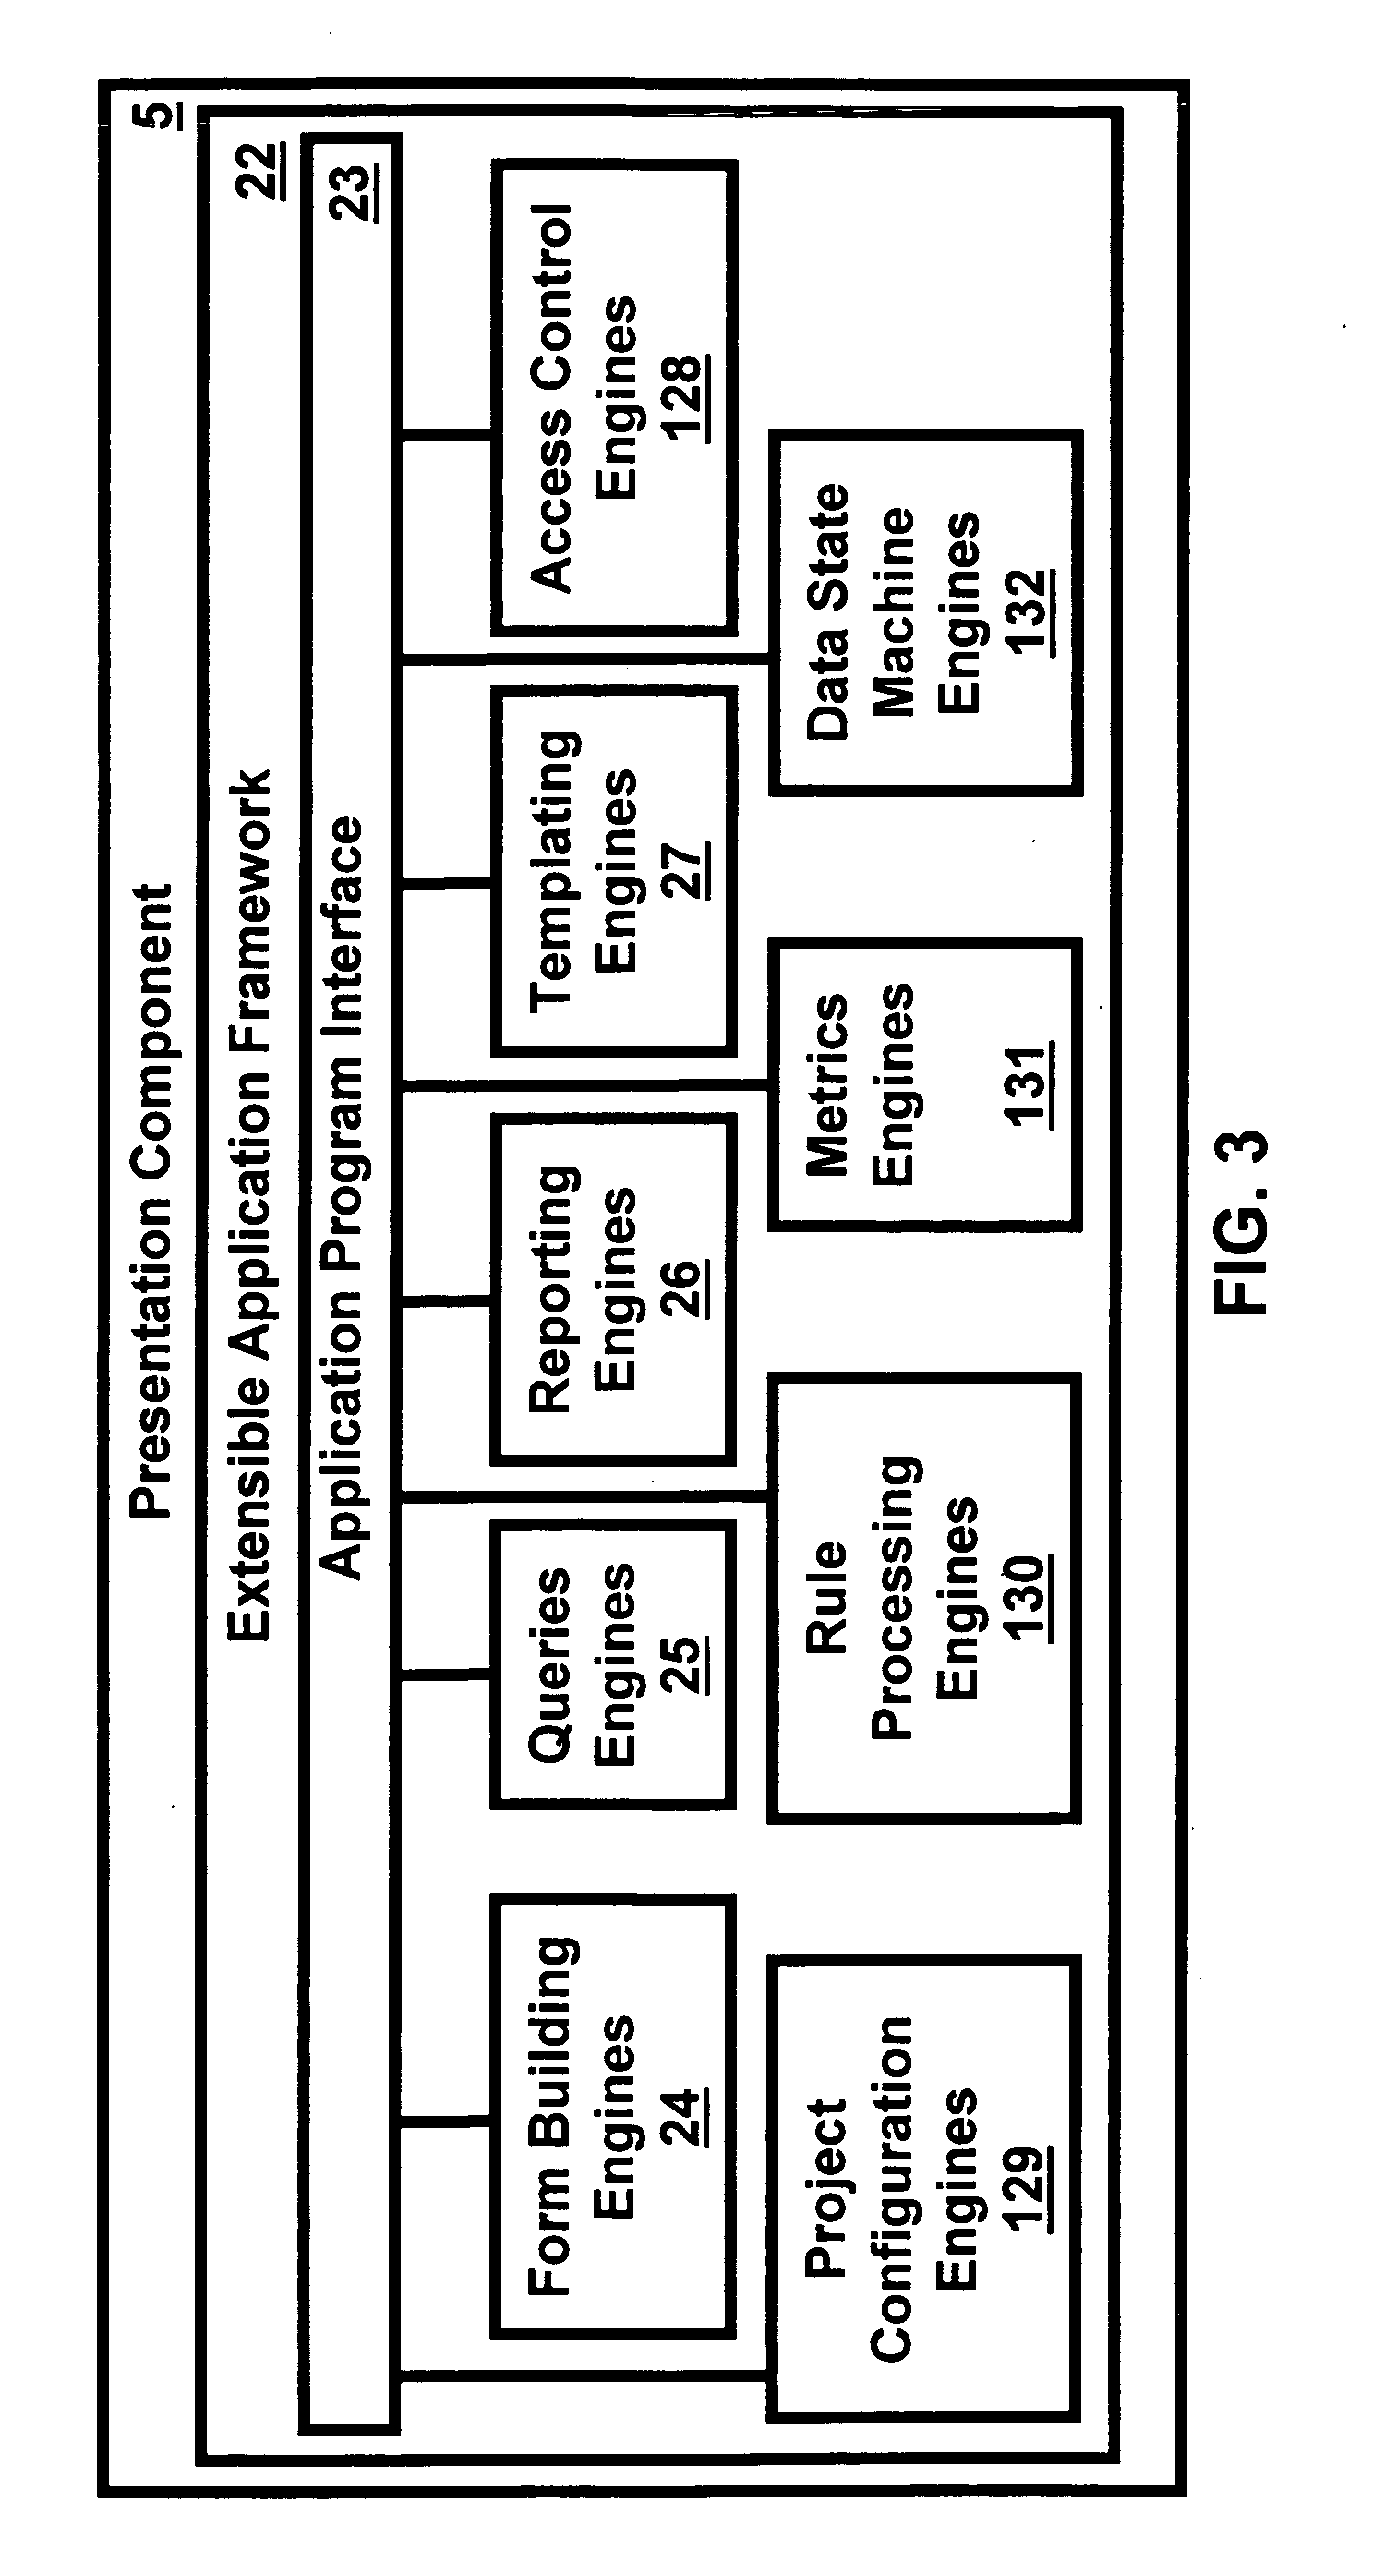 Presentation Component
5
Extensible Application Framework
22
Application Program Interface
23
Form Building
Engines
24
Queries
Engines
25
Reporting
Engines
26
Templating
Engines
27
Access Control
Engines
128
Project
Configuration
Engines
129
Rule
Processing
Engines
130
Metrics
Engines
131
Data State
Machine
Engines
132
FIG. 3